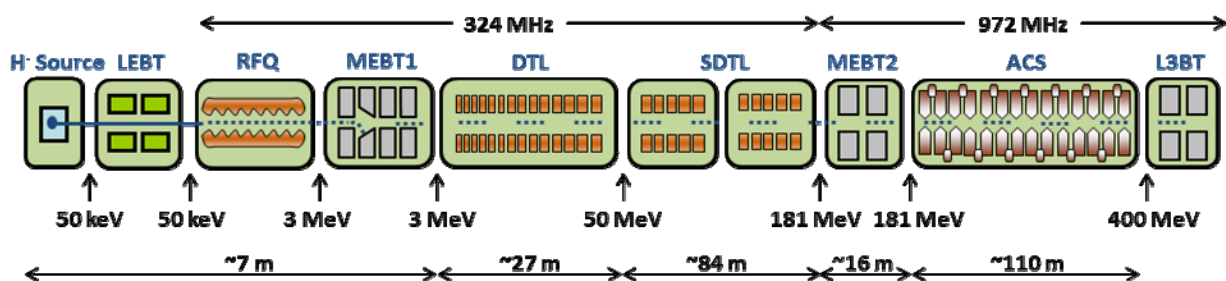 324 MHz 972 MHz
H- Source LEBT RFQ MEBT1 DTL SDTL MEBT2 ACS L3BT
50 keV 50 keV 3 MeV 3 MeV 50 MeV 181 MeV 181 MeV 400 MeV
~7 m ~27 m ~84 m ~16 m ~110 m